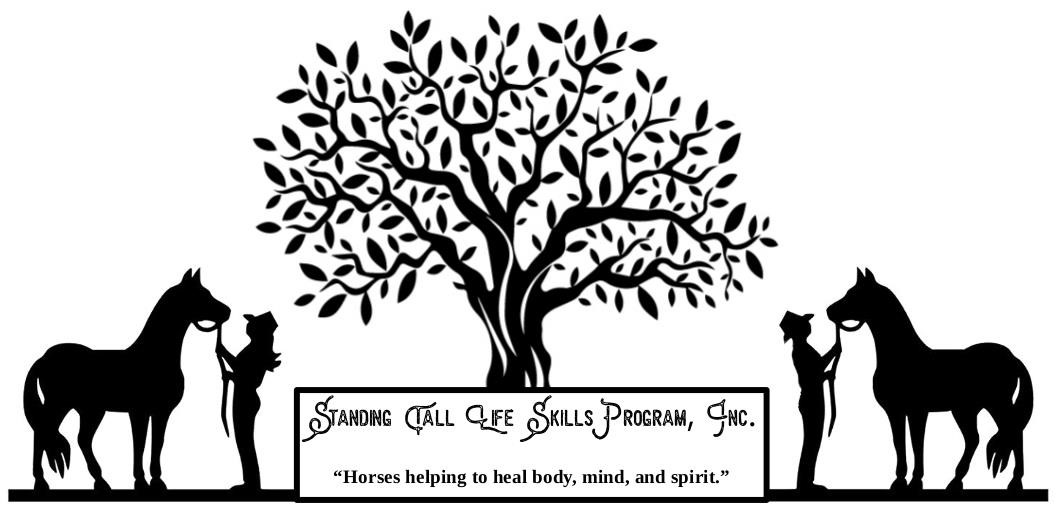 Standing Tall Life Skills Program, Inc.
“Horses helping to heal body, mind, and spirit.”